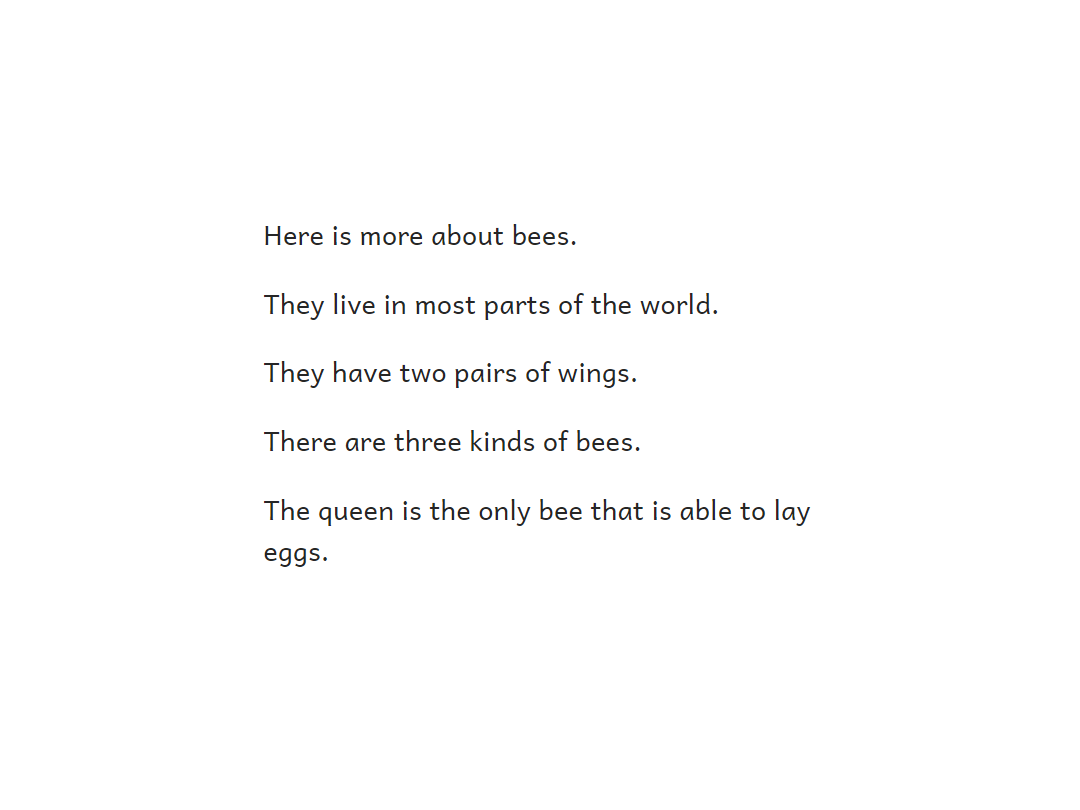 Here is more about bees.
They live in most parts of the world.
They have two pairs of wings.
There are three kinds of bees.
The queen is the only bee that is able to lay
eggs.